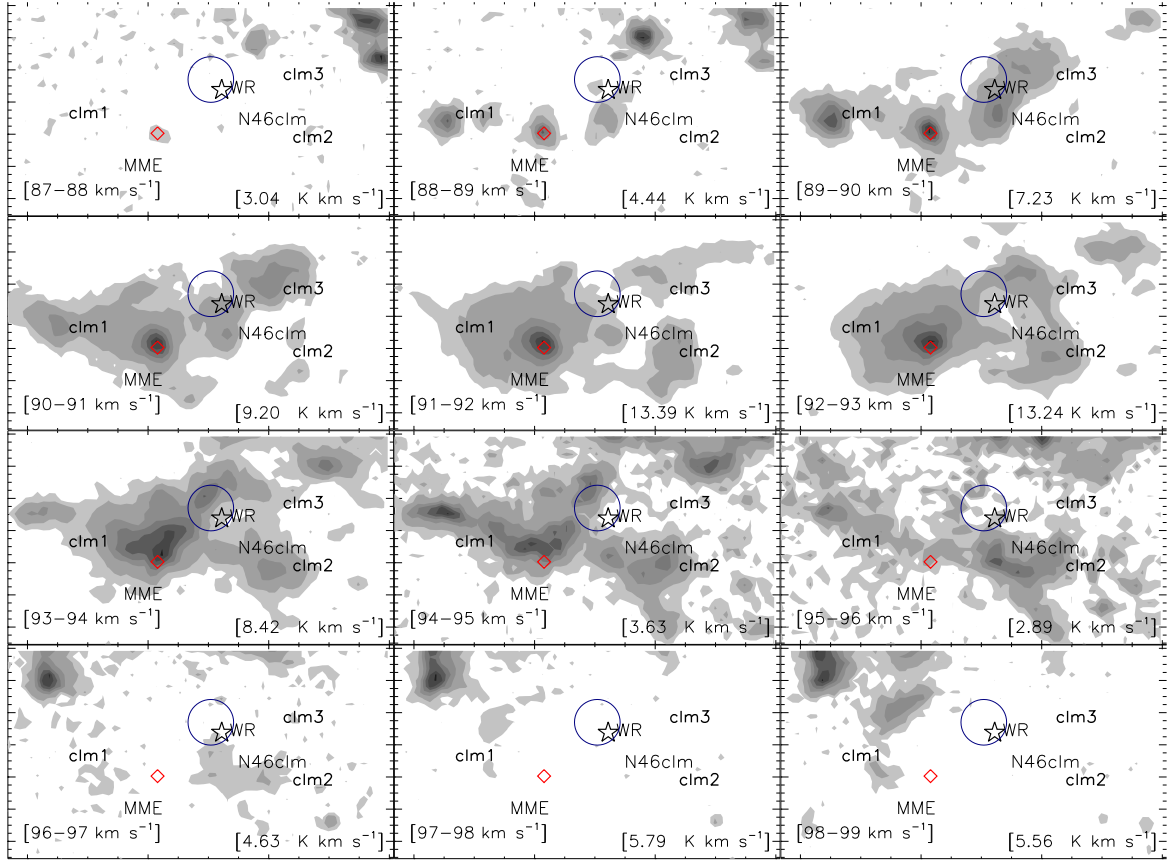 clm3
WR
clm1
N46clm
clm2
MME
[87−88 km s⁻¹]
[3.04 K km s⁻¹]
clm3
WR
clm1
N46clm
clm2
MME
[88−89 km s⁻¹]
[4.44 K km s⁻¹]
clm3
WR
clm1
N46clm
clm2
MME
[89−90 km s⁻¹]
[7.23 K km s⁻¹]
clm3
WR
clm1
N46clm
clm2
MME
[90−91 km s⁻¹]
[9.20 K km s⁻¹]
clm3
WR
clm1
N46clm
clm2
MME
[91−92 km s⁻¹]
[13.39 K km s⁻¹]
clm3
WR
clm1
N46clm
clm2
MME
[92−93 km s⁻¹]
[13.24 K km s⁻¹]
clm3
WR
clm1
N46clm
clm2
MME
[93−94 km s⁻¹]
[8.42 K km s⁻¹]
clm3
WR
clm1
N46clm
clm2
MME
[94−95 km s⁻¹]
[3.63 K km s⁻¹]
clm3
WR
clm1
N46clm
clm2
MME
[95−96 km s⁻¹]
[2.89 K km s⁻¹]
clm3
WR
clm1
N46clm
clm2
MME
[96−97 km s⁻¹]
[4.63 K km s⁻¹]
clm3
WR
clm1
N46clm
clm2
MME
[97−98 km s⁻¹]
[5.79 K km s⁻¹]
clm3
WR
clm1
N46clm
clm2
MME
[98−99 km s⁻¹]
[5.56 K km s⁻¹]